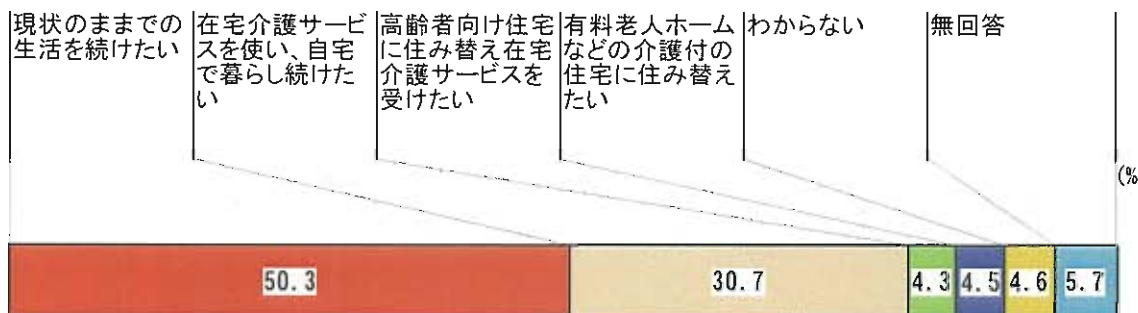 現状のままでの
生活を続けたい
在宅介護サービ
スを使い、自宅
で暮らし続けた
い
高齢者向け住宅
に住み替え在宅
介護サービスを
受けたい
有料老人ホーム
などの介護付の
住宅に住み替え
たい
わからない
無回答
(%
50.3
30.7
4.3
4.5
4.6
5.7